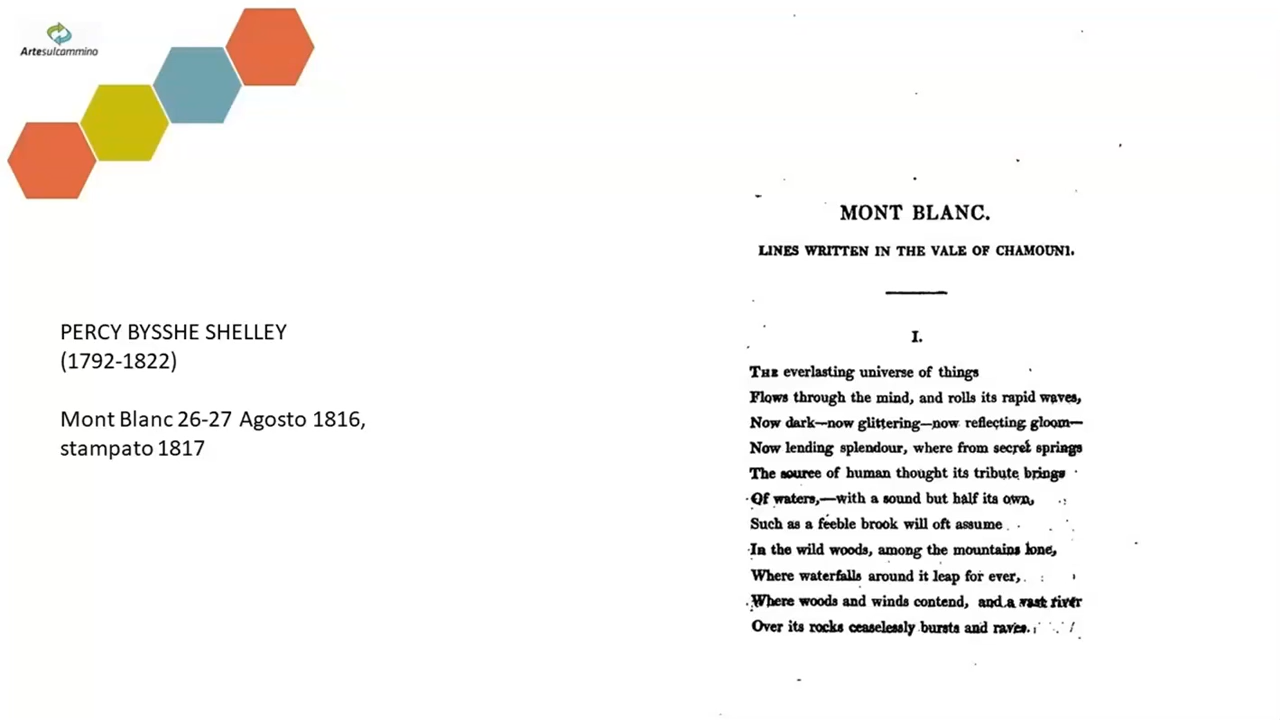 Artesulcammino
PERCY BYSSHE SHELLEY
(1792-1822)
Mont Blanc 26-27 Agosto 1816,
stampato 1817
MONT BLANC.
LINES WRITTEN IN THE VALE OF CHAMOUNI.
I.
THE everlasting universe of things
Flows through the mind, and rolls its rapid waves,
Now dark—now glittering—now reflecting gloom—
Now lending splendour, where from secret springs
The source of human thought its tribute brings
Of waters,—with a sound but half its own,
Such as a feeble brook will oft assume
In the wild woods, among the mountains lone,
Where waterfalls around it leap for ever,
Where woods and winds contend, and a vast river
Over its rocks ceaselessly bursts and raves.